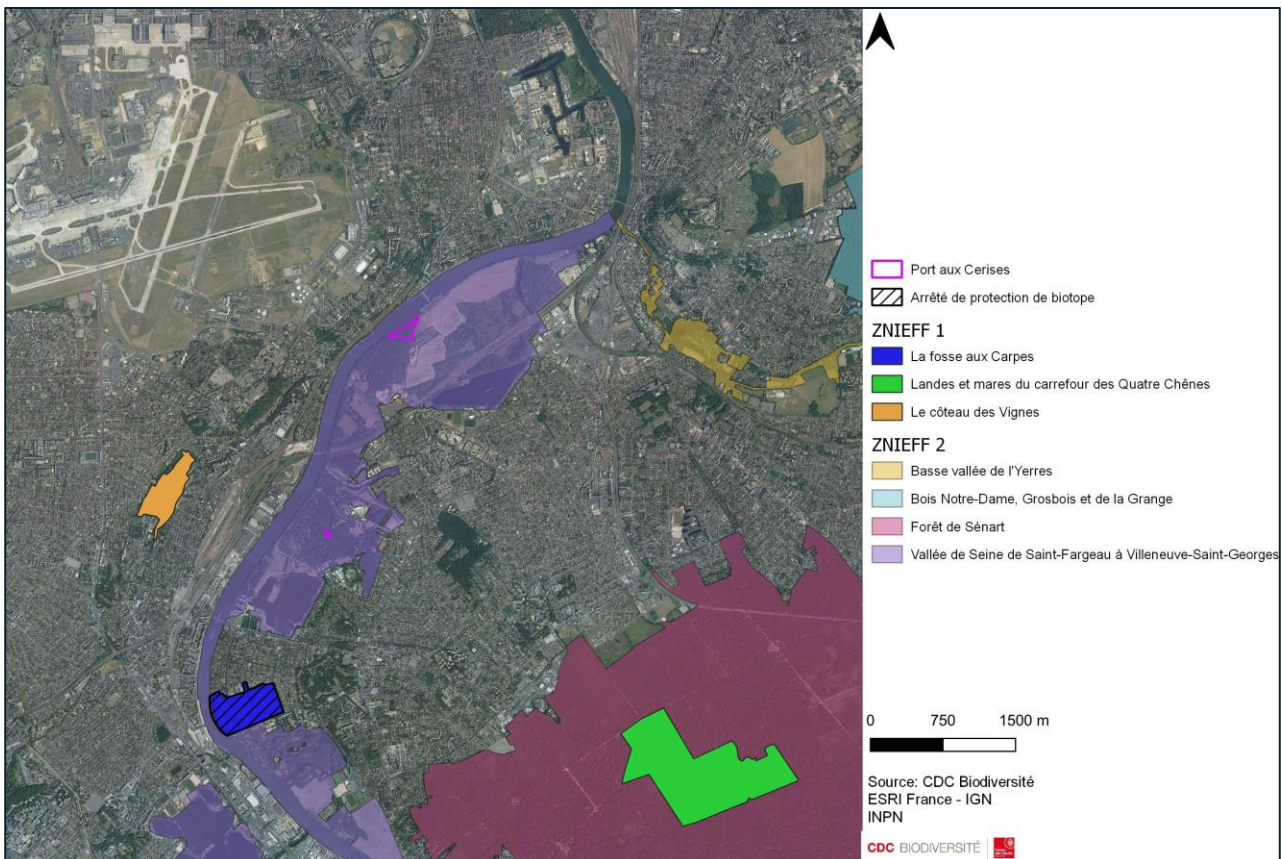 Port aux Cerises
Arrêté de protection de biotope
ZNIEFF 1
La fosse aux Carpes
Landes et mares du carrefour des Quatre Chênes
Le côteau des Vignes
ZNIEFF 2
Basse vallée de l'Yerres
Bois Notre-Dame, Grosbois et de la Grange
Forêt de Sénart
Vallée de Seine de Saint-Fargeau à Villeneuve-Saint-Georges
0 750 1500 m
Source: CDC Biodiversité
ESRI France - IGN
INPN
CDC BIODIVERSITÉ